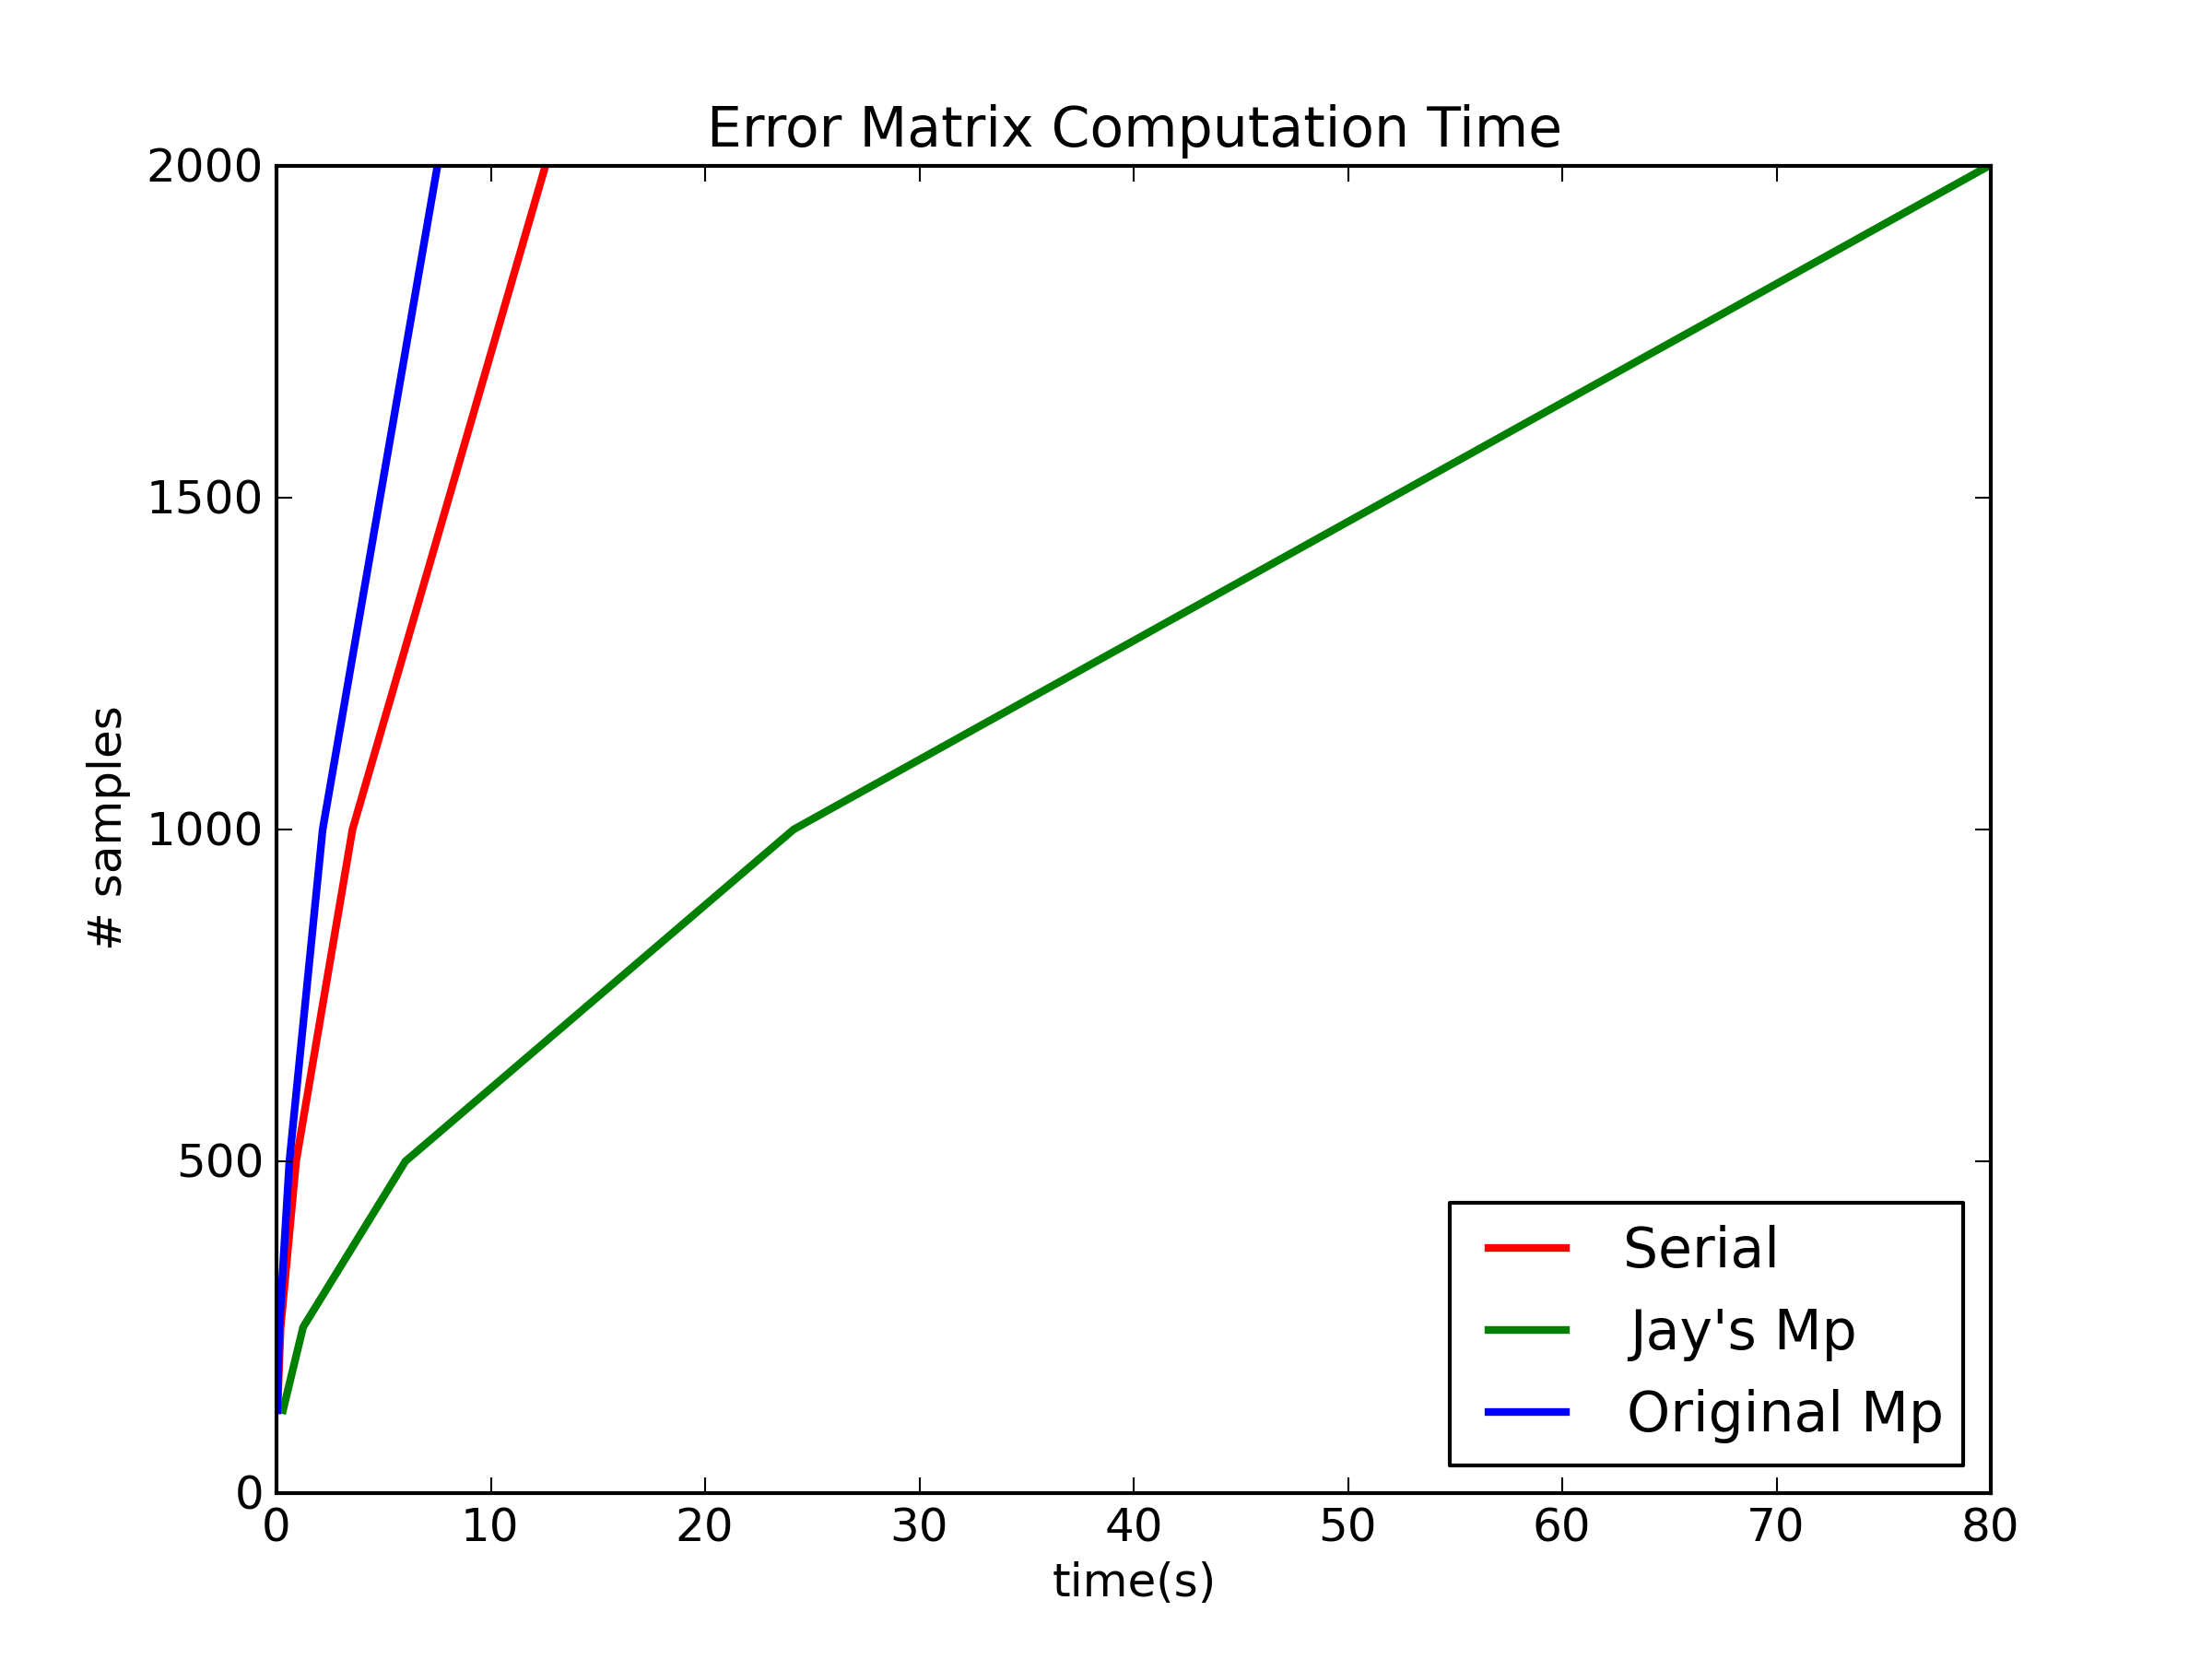 Error Matrix Computation Time
2000
1500
1000
500
0
# samples
0 10 20 30 40 50 60 70 80
time(s)
Serial
Jay's Mp
Original Mp